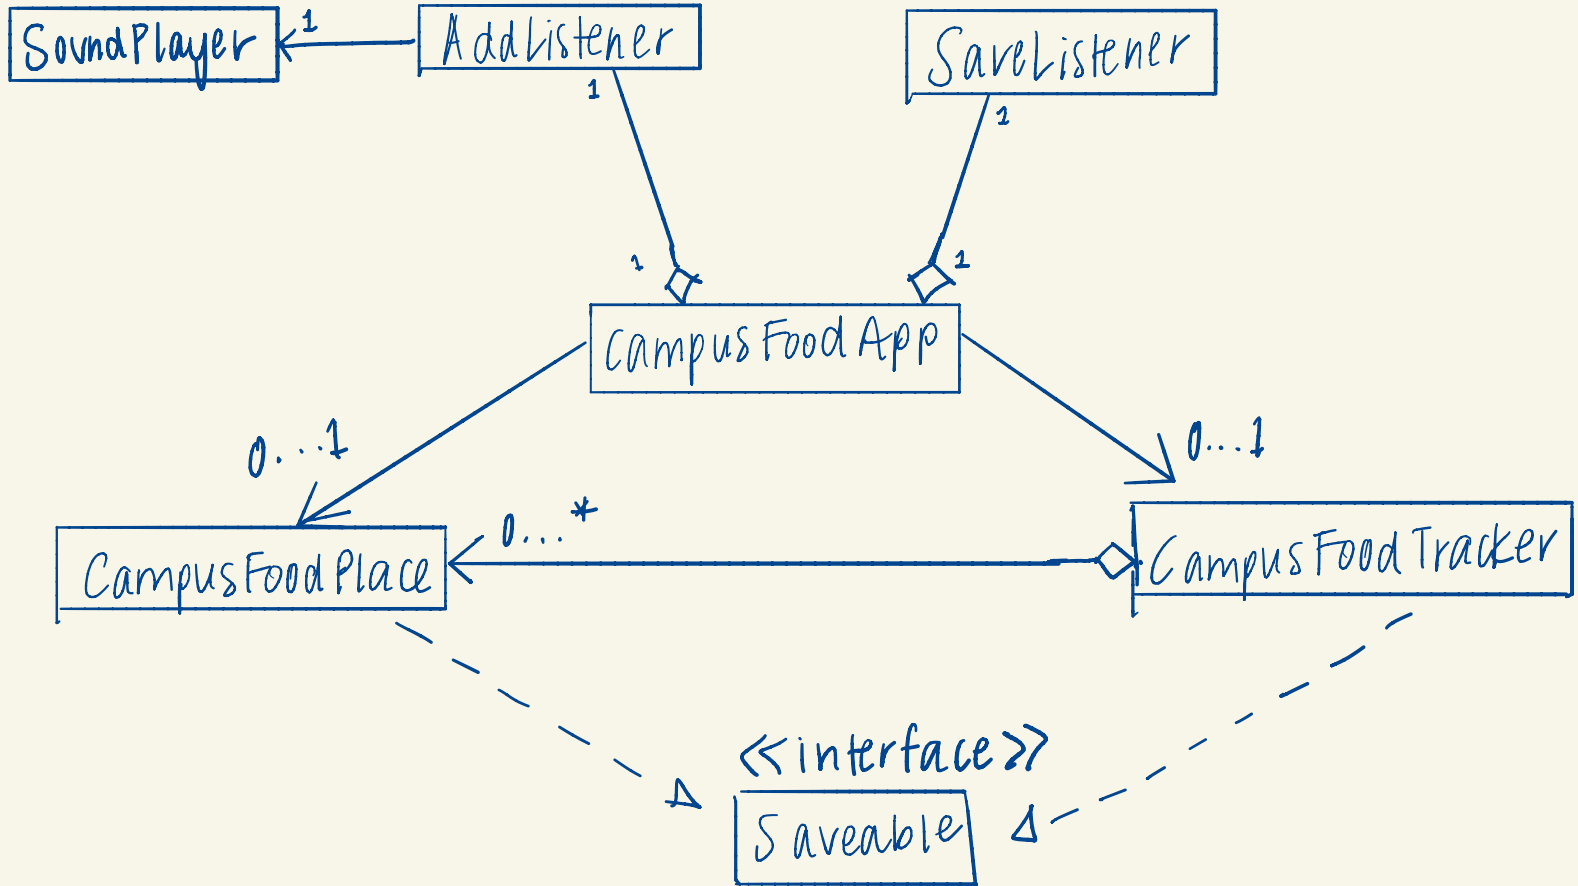 SoundPlayer
1
AddListener
SaveListener
1
1
1
1
CampusFoodApp
0...1
0...1
0...*
CampusFoodPlace
CampusFoodTracker
<<interface>>
Saveable